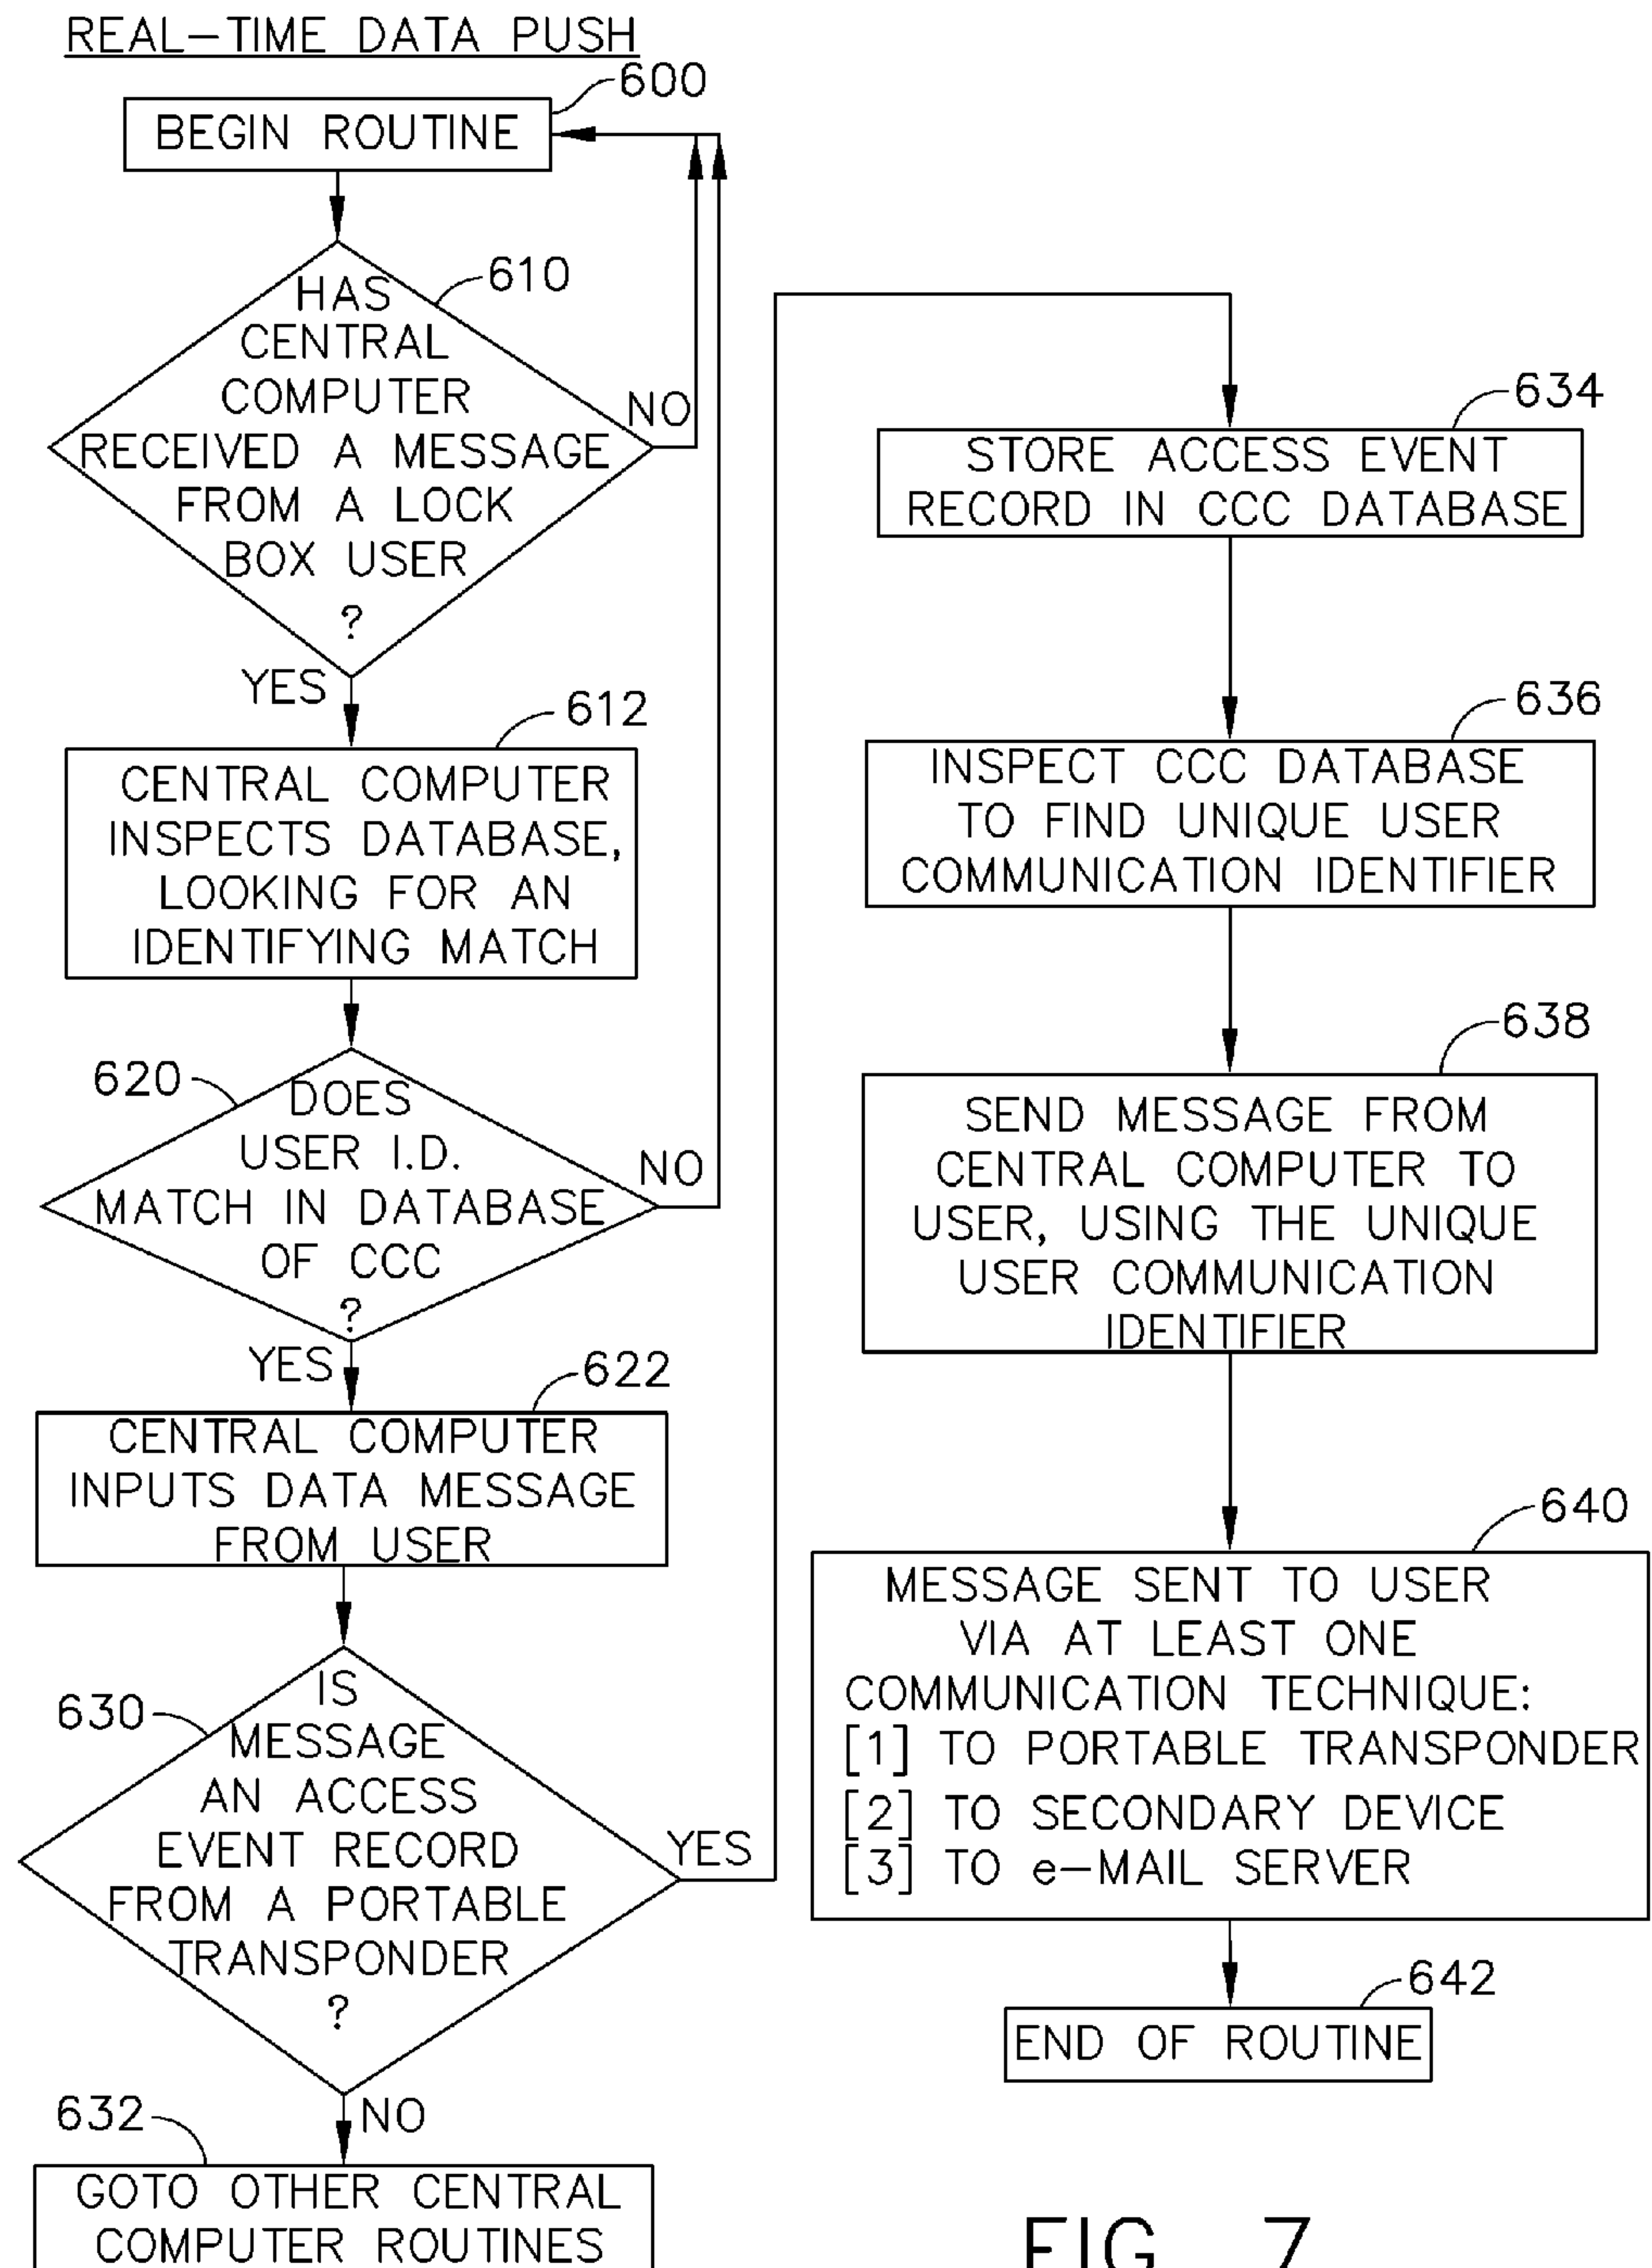 REAL-TIME DATA PUSH
600
BEGIN ROUTINE
610
HAS
CENTRAL
COMPUTER
RECEIVED A MESSAGE
FROM A LOCK
BOX USER
?
NO
YES
612
CENTRAL COMPUTER
INSPECTS DATABASE,
LOOKING FOR AN
IDENTIFYING MATCH
620
DOES
USER I.D.
MATCH IN DATABASE
OF CCC
?
NO
YES
622
CENTRAL COMPUTER
INPUTS DATA MESSAGE
FROM USER
630
IS
MESSAGE
AN ACCESS
EVENT RECORD
FROM A PORTABLE
TRANSPONDER
?
YES
NO
632
GOTO OTHER CENTRAL
COMPUTER ROUTINES
634
STORE ACCESS EVENT
RECORD IN CCC DATABASE
636
INSPECT CCC DATABASE
TO FIND UNIQUE USER
COMMUNICATION IDENTIFIER
638
SEND MESSAGE FROM
CENTRAL COMPUTER TO
USER, USING THE UNIQUE
USER COMMUNICATION
IDENTIFIER
640
MESSAGE SENT TO USER
VIA AT LEAST ONE
COMMUNICATION TECHNIQUE:
[1] TO PORTABLE TRANSPONDER
[2] TO SECONDARY DEVICE
[3] TO e-MAIL SERVER
642
END OF ROUTINE
FIG. 7